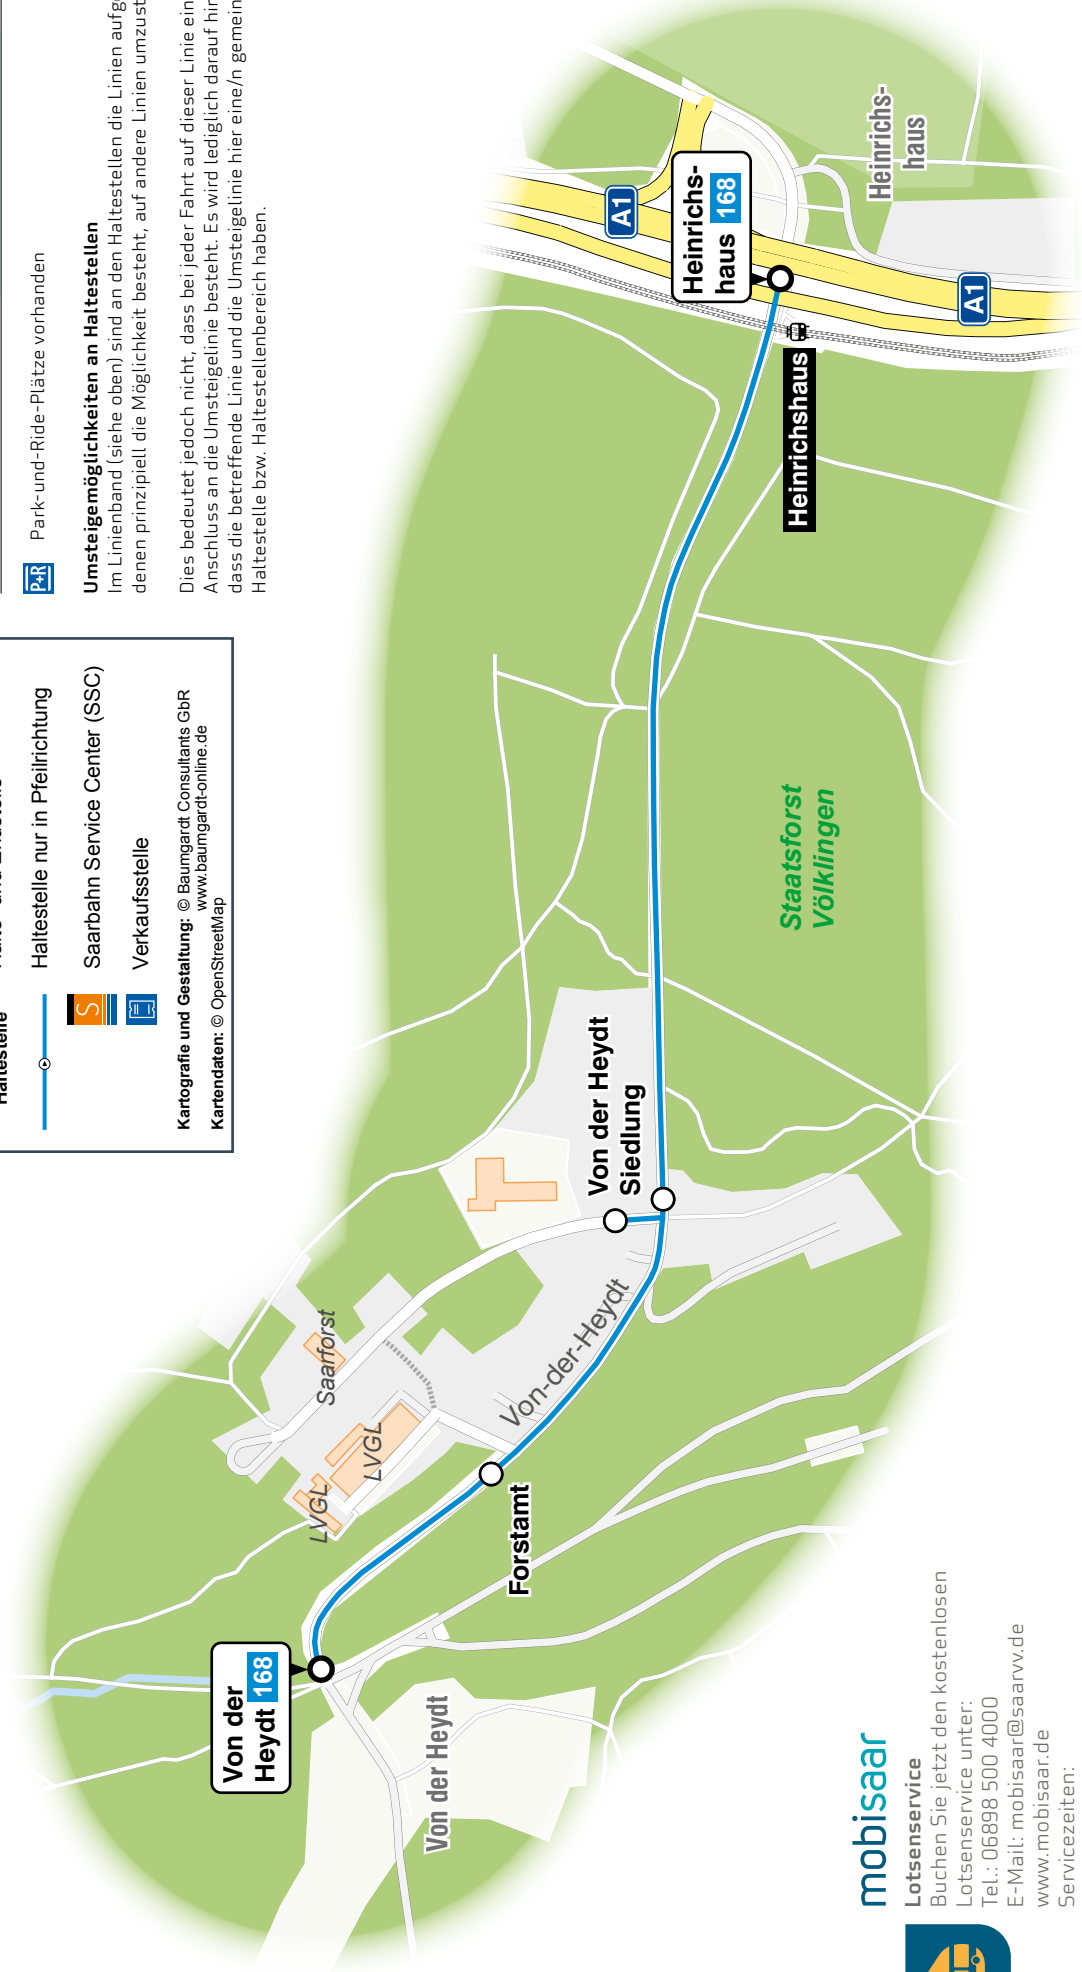 P+R Park-und-Ride-Plätze vorhanden
Umsteigemöglichkeiten an Haltestellen
Im Linienband (siehe oben) sind an den Haltestellen die Linien
denen prinzipiell die Möglichkeit besteht, auf andere Linien
Dies bedeutet jedoch nicht, dass bei jeder Fahrt auf dieser Linie ein
Anschluss an die Umsteigelinie besteht. Es wird lediglich darauf
dass die betreffende Linie und die Umsteigelinie hier eine/n
Haltestelle bzw. Haltestellenbereich haben.
Haltestelle
Haltestelle nur in Pfeilrichtung
S Saarbahn Service Center (SSC)
Verkaufsstelle
Kartografie und Gestaltung: © Baumgardt Consultants GbR
www.baumgardt-online.de
Kartendaten: © OpenStreetMap
Von der
Heydt 168
Von der Heydt
Forstamt
LVGL
LVGL
Saarforst
Von-der-Heydt
Von der Heydt
Siedlung
Staatsforst
Völklingen
Heinrichshaus
Heinrichs-
haus 168
A1
A1
Heinrichs-
haus
mobisaar
Lotsenservice
Buchen Sie jetzt den kostenlosen
Lotsenservice unter:
Tel.: 06898 500 4000
E-Mail: mobisaar@saarvv.de
www.mobisaar.de
Servicezeiten: